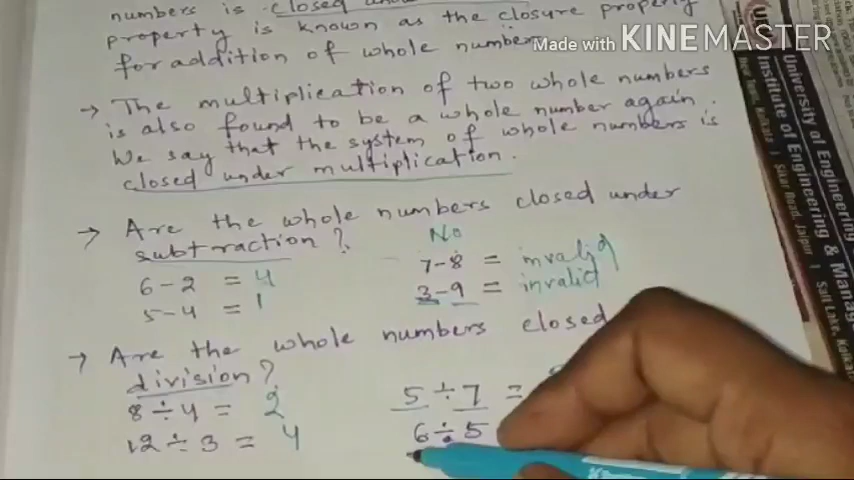 numbers is closed
property is known as the closure property
for addition of whole numbers
Made with KINEMASTER
→ The multiplication of two whole numbers
is also found to be a whole number again.
We say that the system of whole numbers is
closed under multiplication.
→ Are the whole numbers closed under
subtraction? No
6-2 = 4
5-4 = 1
7-8 = invalid
3-9 = invalid
→ Are the whole numbers closed
division?
8÷4 = 2
12÷3 = 4
5÷7 =
6÷5
University of Engineering & Manag
Institute of Engineering
Salt Lake, Kolkata
Sikar Road, Jaipur